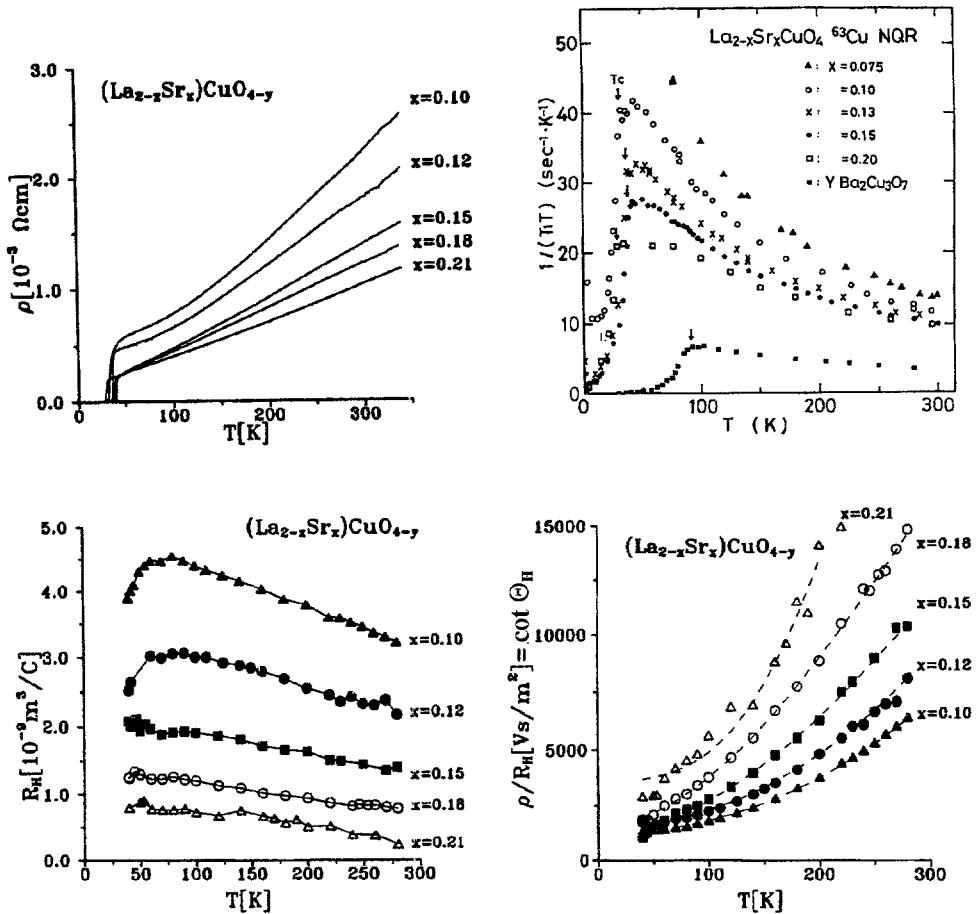 (La₂₋ₓSrₓ)CuO₄₋y
ρ[10⁻³ Ωcm]
3.0
2.0
1.0
0.0
x=0.10
x=0.12
x=0.15
x=0.18
x=0.21
0 100 200 300
T[K]
La₂₋ₓSrₓCuO₄ ⁶³Cu NQR
1/(T₁T) (sec⁻¹·K⁻¹)
50
40
30
20
10
0
Tc
▲ : x=0.075
○ : =0.10
× : =0.13
● : =0.15
□ : =0.20
■ : YBa₂Cu₃O₇
0 50 100 150 200 250 300
T (K)
(La₂₋ₓSrₓ)CuO₄₋y
R_H[10⁻⁹m³/C]
5.0
4.0
3.0
2.0
1.0
0.0
x=0.10
x=0.12
x=0.15
x=0.18
x=0.21
0 50 100 150 200 250 300
T[K]
(La₂₋ₓSrₓ)CuO₄₋y
ρ/R_H[Vs/m²]=cot Θ_H
15000
10000
5000
0
x=0.21
x=0.18
x=0.15
x=0.12
x=0.10
0 100 200 300
T[K]